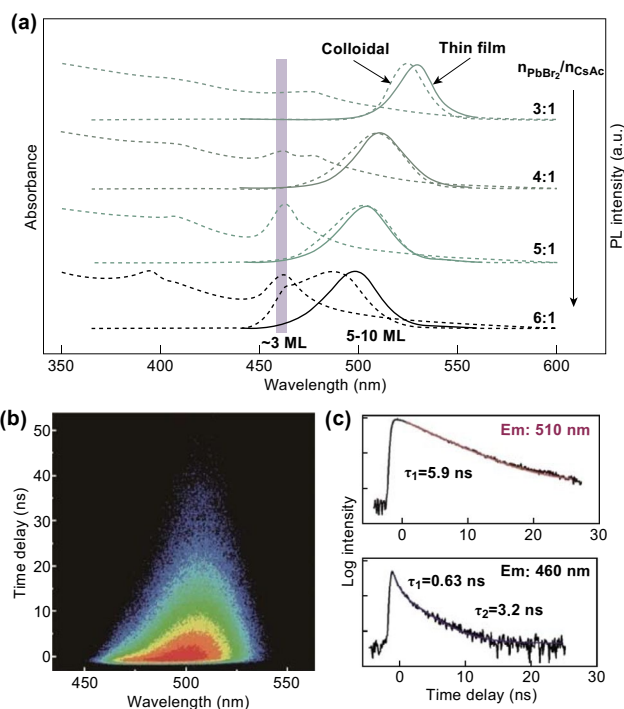 (a)
Colloidal Thin film
n_PbBr₂/n_CsAc
3:1
4:1
5:1
6:1
~3 ML 5-10 ML
Absorbance
PL intensity (a.u.)
350 400 450 500 550 600
Wavelength (nm)
(b)
50
40
30
20
10
0
Time delay (ns)
450 500 550
Wavelength (nm)
(c)
Em: 510 nm
τ₁=5.9 ns
0 10 20 30
Log intensity
Em: 460 nm
τ₁=0.63 ns
τ₂=3.2 ns
0 10 20 30
Time delay (ns)